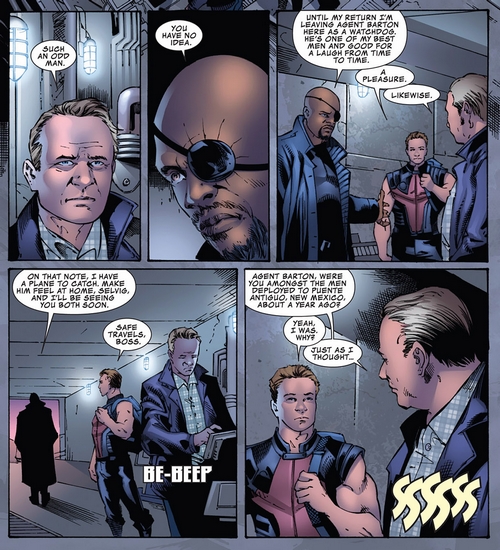 SUCH
AN ODD
MAN.
YOU
HAVE NO
IDEA.
UNTIL MY RETURN I'M
LEAVING AGENT BARTON
HERE AS A WATCHDOG.
HE'S ONE OF MY BEST
MEN AND GOOD FOR
A LAUGH FROM TIME
TO TIME.
A
PLEASURE.
LIKEWISE.
ON THAT NOTE, I HAVE
A PLANE TO CATCH. MAKE
HIM FEEL AT HOME, SELVIG,
AND I'LL BE SEEING
YOU BOTH SOON.
SAFE
TRAVELS,
BOSS.
BE-BEEP
AGENT BARTON, WERE
YOU AMONGST THE MEN
DEPLOYED TO PUENTE
ANTIGUO, NEW MEXICO,
ABOUT A YEAR AGO?
YEAH,
I WAS.
WHY?
JUST AS I
THOUGHT...
SSSSSS